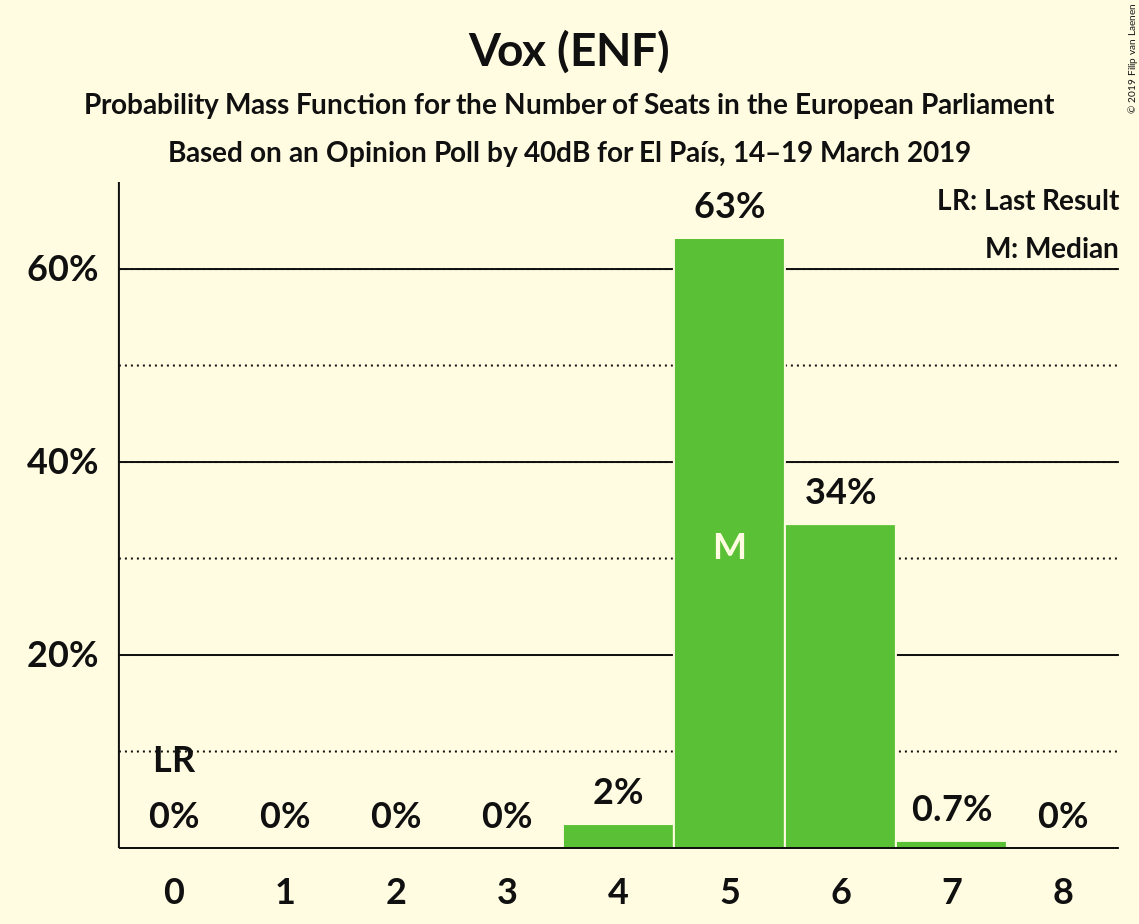 Vox (ENF)
Probability Mass Function for the Number of Seats in the European Parliament
Based on an Opinion Poll by 40dB for El País, 14–19 March 2019
© 2019 Filip van Laenen
LR: Last Result
M: Median
63%
60%
40%
34%
M
20%
LR
0%
0%
0%
0%
2%
0.7%
0%
0
1
2
3
4
5
6
7
8